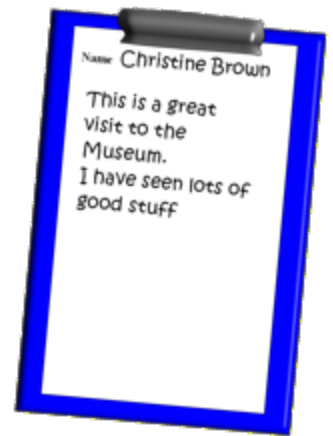 Name Christine Brown
This is a great
visit to the
Museum.
I have seen lots of
good stuff